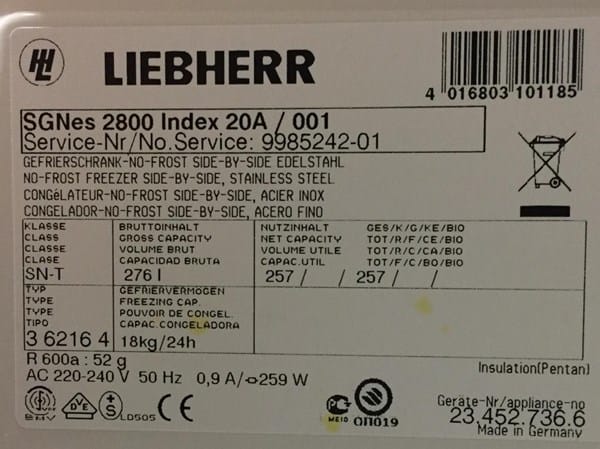 LIEBHERR
4 016803 101185
SGNes 2800 Index 20A / 001
Service-Nr/No.Service: 9985242-01
GEFRIERSCHRANK-NO-FROST SIDE-BY-SIDE EDELSTAHL
NO-FROST FREEZER SIDE-BY-SIDE, STAINLESS STEEL
CONGéLATEUR-NO-FROST SIDE-BY-SIDE, ACIER INOX
CONGELADOR-NO-FROST SIDE-BY-SIDE, ACERO FINO
KLASSE BRUTTOINHALT NUTZINHALT GES/K/G/KE/BIO
CLASS GROSS CAPACITY NET CAPACITY TOT/R/F/CE/BIO
CLASSE VOLUME BRUT VOLUME UTILE TOT/R/C/CA/BIO
CLASE CAPACIDAD BRUTA CAPAC.UTIL TOT/F/C/BO/BIO
SN-T 276 l 257 / / 257 / /
TYP GEFRIERVERMöGEN
TYPE FREEZING CAP.
TYPE POUVOIR DE CONGEL.
TIPO CAPAC.CONGELADORA
3 6216 4 18kg/24h
R 600a : 52 g
AC 220-240 V 50 Hz 0,9 A/259 W
Insulation(Pentan)
EMV VDE +S LD505 CE
РС МЕ10 ОП019
Geräte-Nr/appliance-no
23.452.736.6
Made in Germany